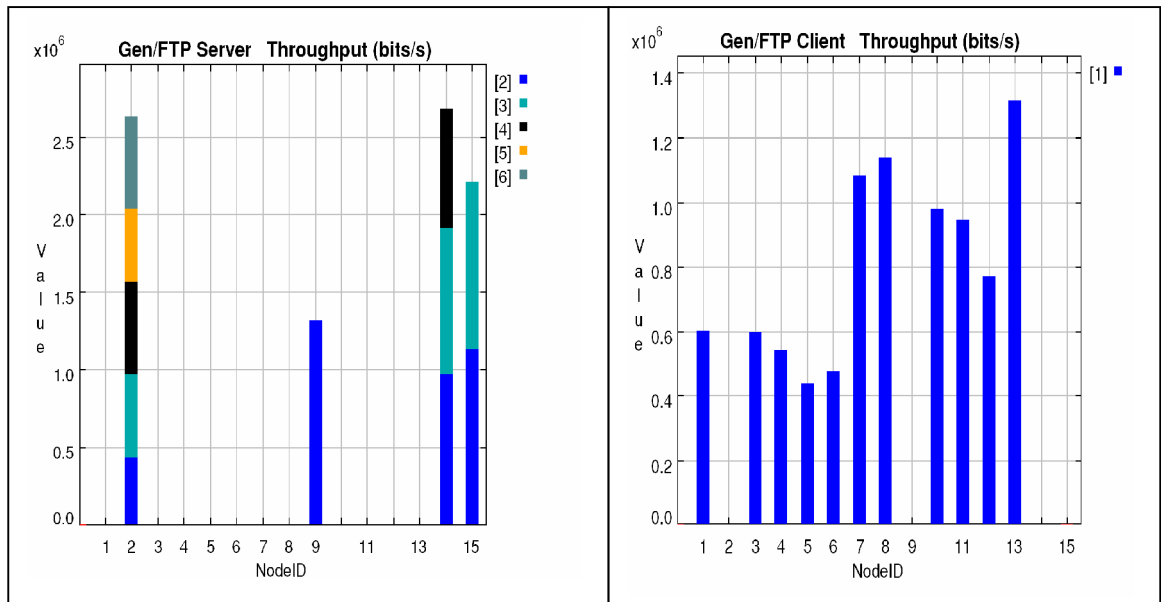 Gen/FTP Server Throughput (bits/s)
x10^6
2.5
2.0
1.5
1.0
0.5
0.0
Value
1 2 3 4 5 6 7 8 9 11 13 15
NodeID
[2]
[3]
[4]
[5]
[6]
Gen/FTP Client Throughput (bits/s)
x10^6
1.4
1.2
1.0
0.8
0.6
0.4
0.2
0.0
Value
1 2 3 4 5 6 7 8 9 11 13 15
NodeID
[1]